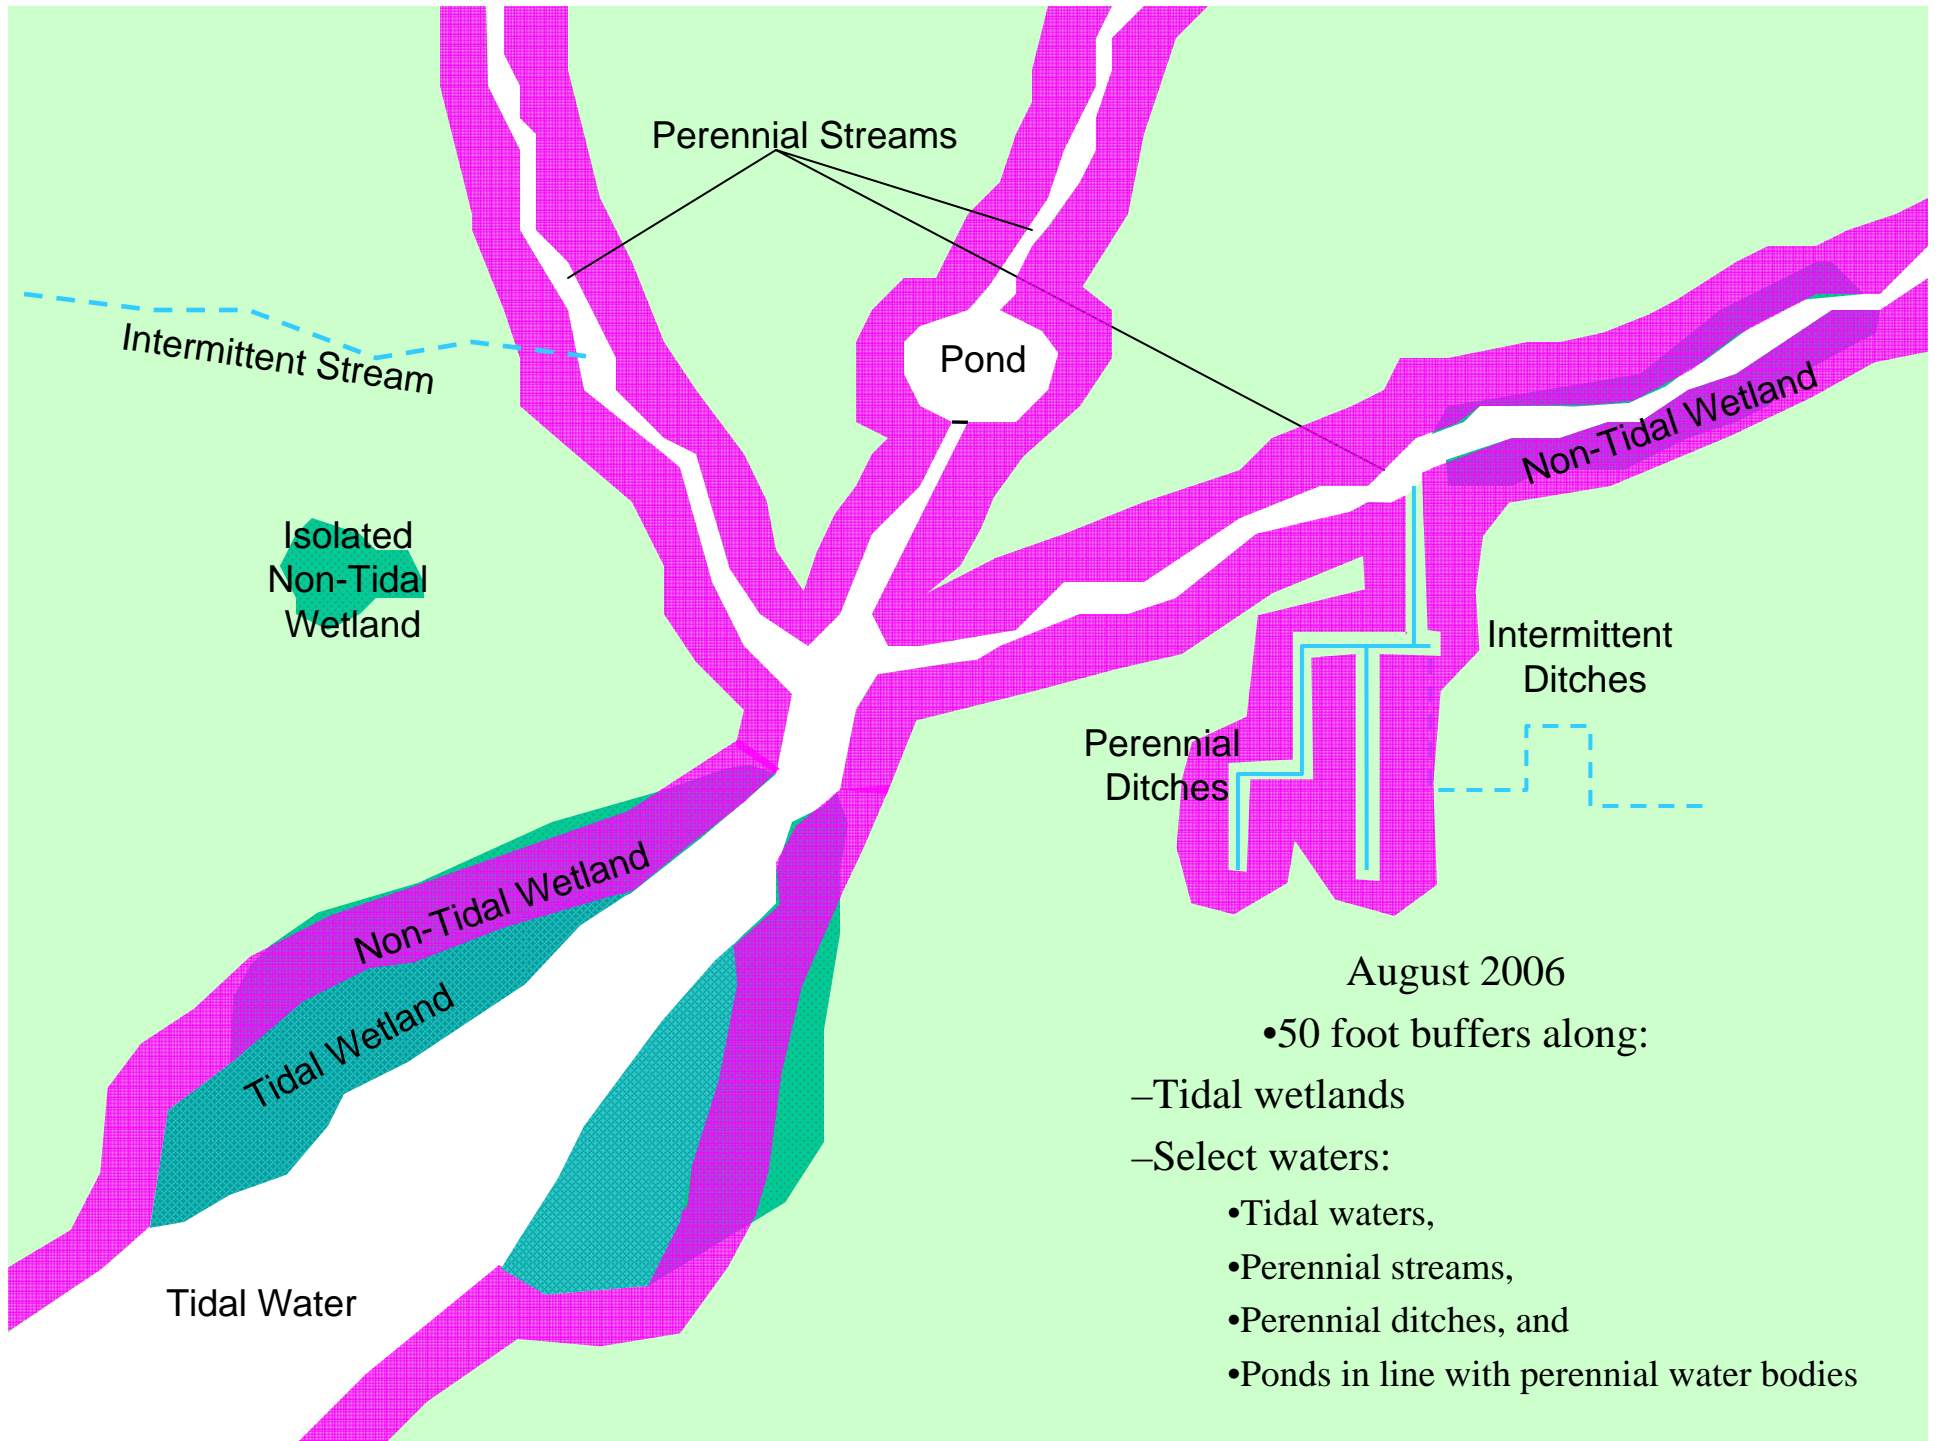 Perennial Streams
Intermittent Stream
Pond
Non-Tidal Wetland
Isolated
Non-Tidal
Wetland
Intermittent
Ditches
Perennial
Ditches
Non-Tidal Wetland
Tidal Wetland
Tidal Water
August 2006
•50 foot buffers along:
–Tidal wetlands
–Select waters:
•Tidal waters,
•Perennial streams,
•Perennial ditches, and
•Ponds in line with perennial water bodies